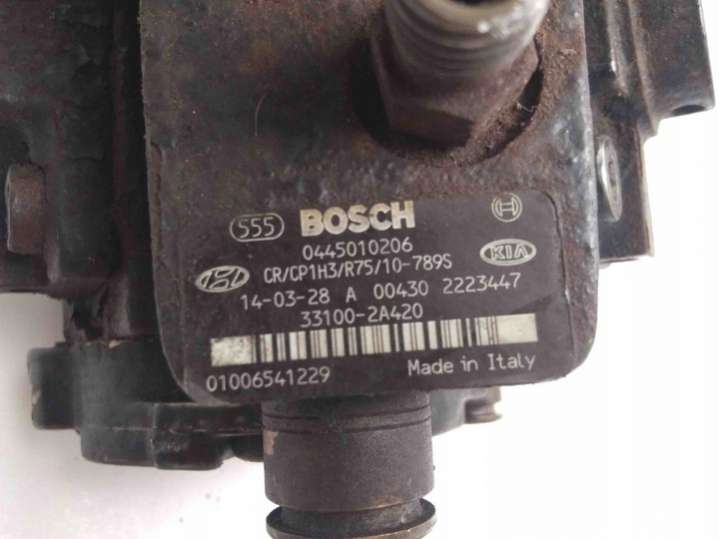 555 BOSCH
0445010206
CR/CP1H3/R75/10-789S KIA
14-03-28 A 00430 2223447
33100-2A420
01006541229 Made in Italy